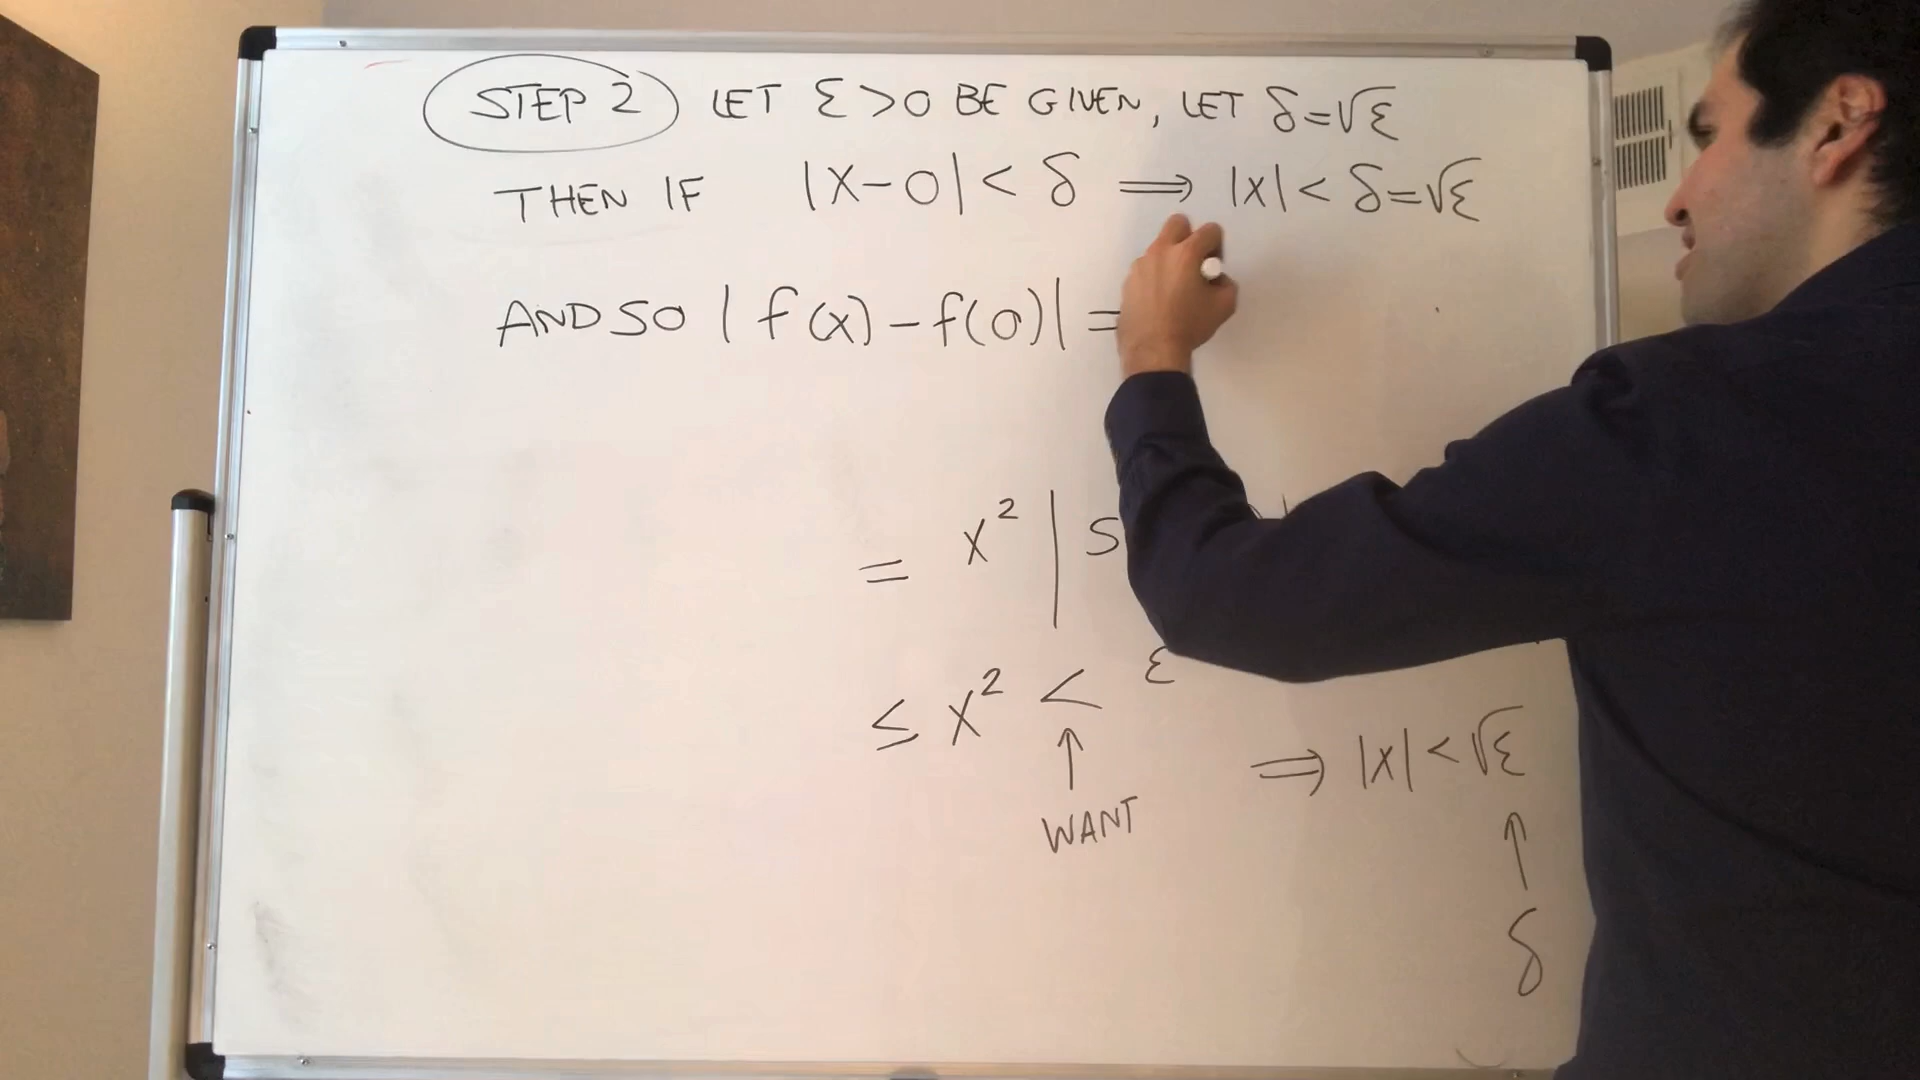 STEP 2 LET ε>0 BE GIVEN, LET δ=√ε
THEN IF |x-0| < δ ⟹ |x| < δ=√ε
AND SO |f(x)-f(0)| =
= x² | S
≤ x² < ε
⟹ |x| < √ε
↑
WANT
↑
δ